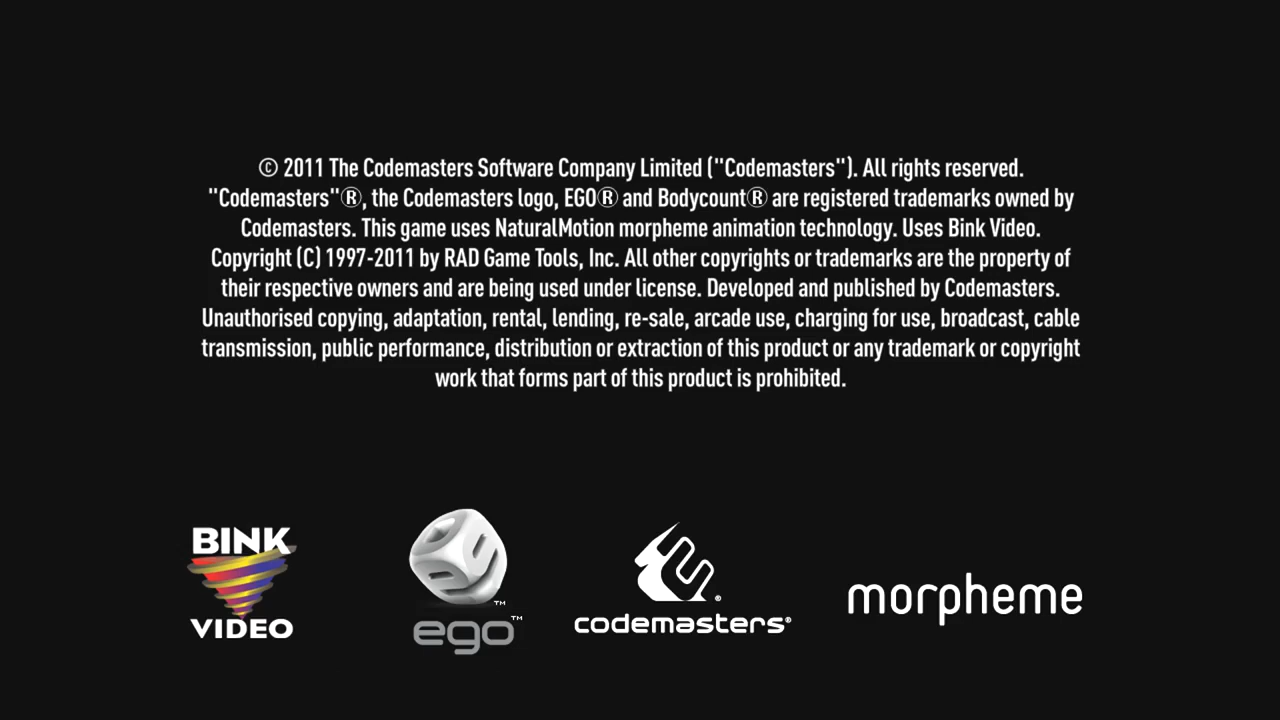 © 2011 The Codemasters Software Company Limited ("Codemasters"). All rights reserved.
"Codemasters"®, the Codemasters logo, EGO® and Bodycount® are registered trademarks owned by
Codemasters. This game uses NaturalMotion morpheme animation technology. Uses Bink Video.
Copyright (C) 1997-2011 by RAD Game Tools, Inc. All other copyrights or trademarks are the property of
their respective owners and are being used under license. Developed and published by Codemasters.
Unauthorised copying, adaptation, rental, lending, re-sale, arcade use, charging for use, broadcast, cable
transmission, public performance, distribution or extraction of this product or any trademark or copyright
work that forms part of this product is prohibited.
BINK
VIDEO
™
ego™
®
codemasters®
morpheme